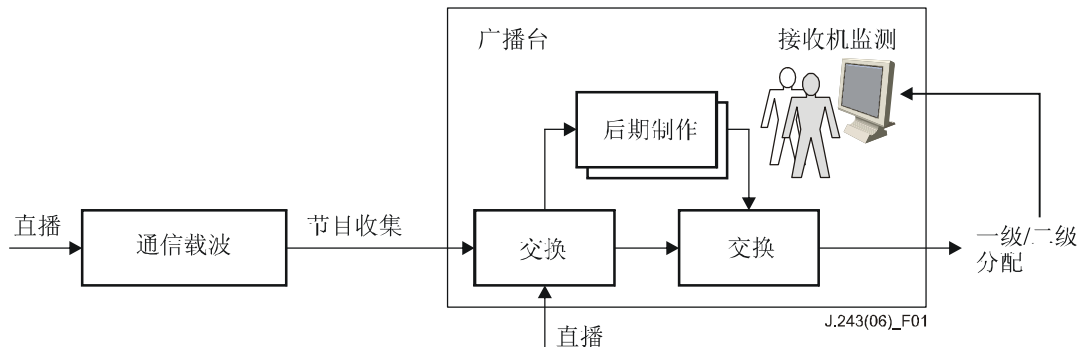 广播台
接收机监测
后期制作
直播
通信载波
节目收集
交换
交换
一级/二级
分配
直播
J.243(06)_F01